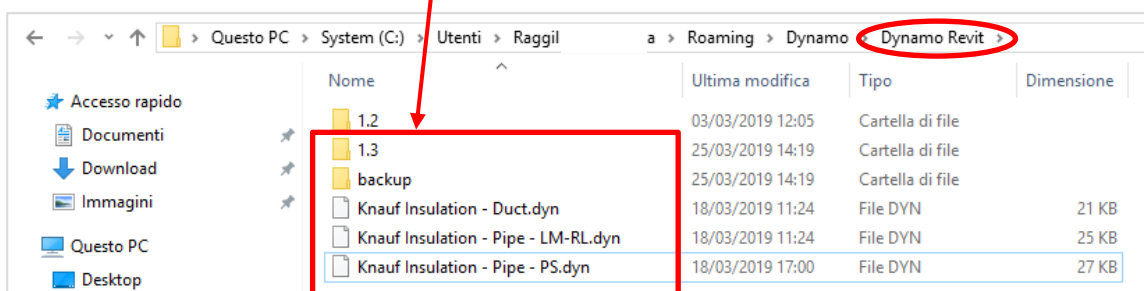 Questo PC > System (C:) > Utenti > Raggil a > Roaming > Dynamo > Dynamo Revit >
Nome Ultima modifica Tipo Dimensione
Accesso rapido
Documenti
Download
Immagini
Questo PC
Desktop
1.2 03/03/2019 12:05 Cartella di file
1.3 25/03/2019 14:19 Cartella di file
backup 25/03/2019 14:19 Cartella di file
Knauf Insulation - Duct.dyn 18/03/2019 11:24 File DYN 21 KB
Knauf Insulation - Pipe - LM-RL.dyn 18/03/2019 11:24 File DYN 25 KB
Knauf Insulation - Pipe - PS.dyn 18/03/2019 17:00 File DYN 27 KB